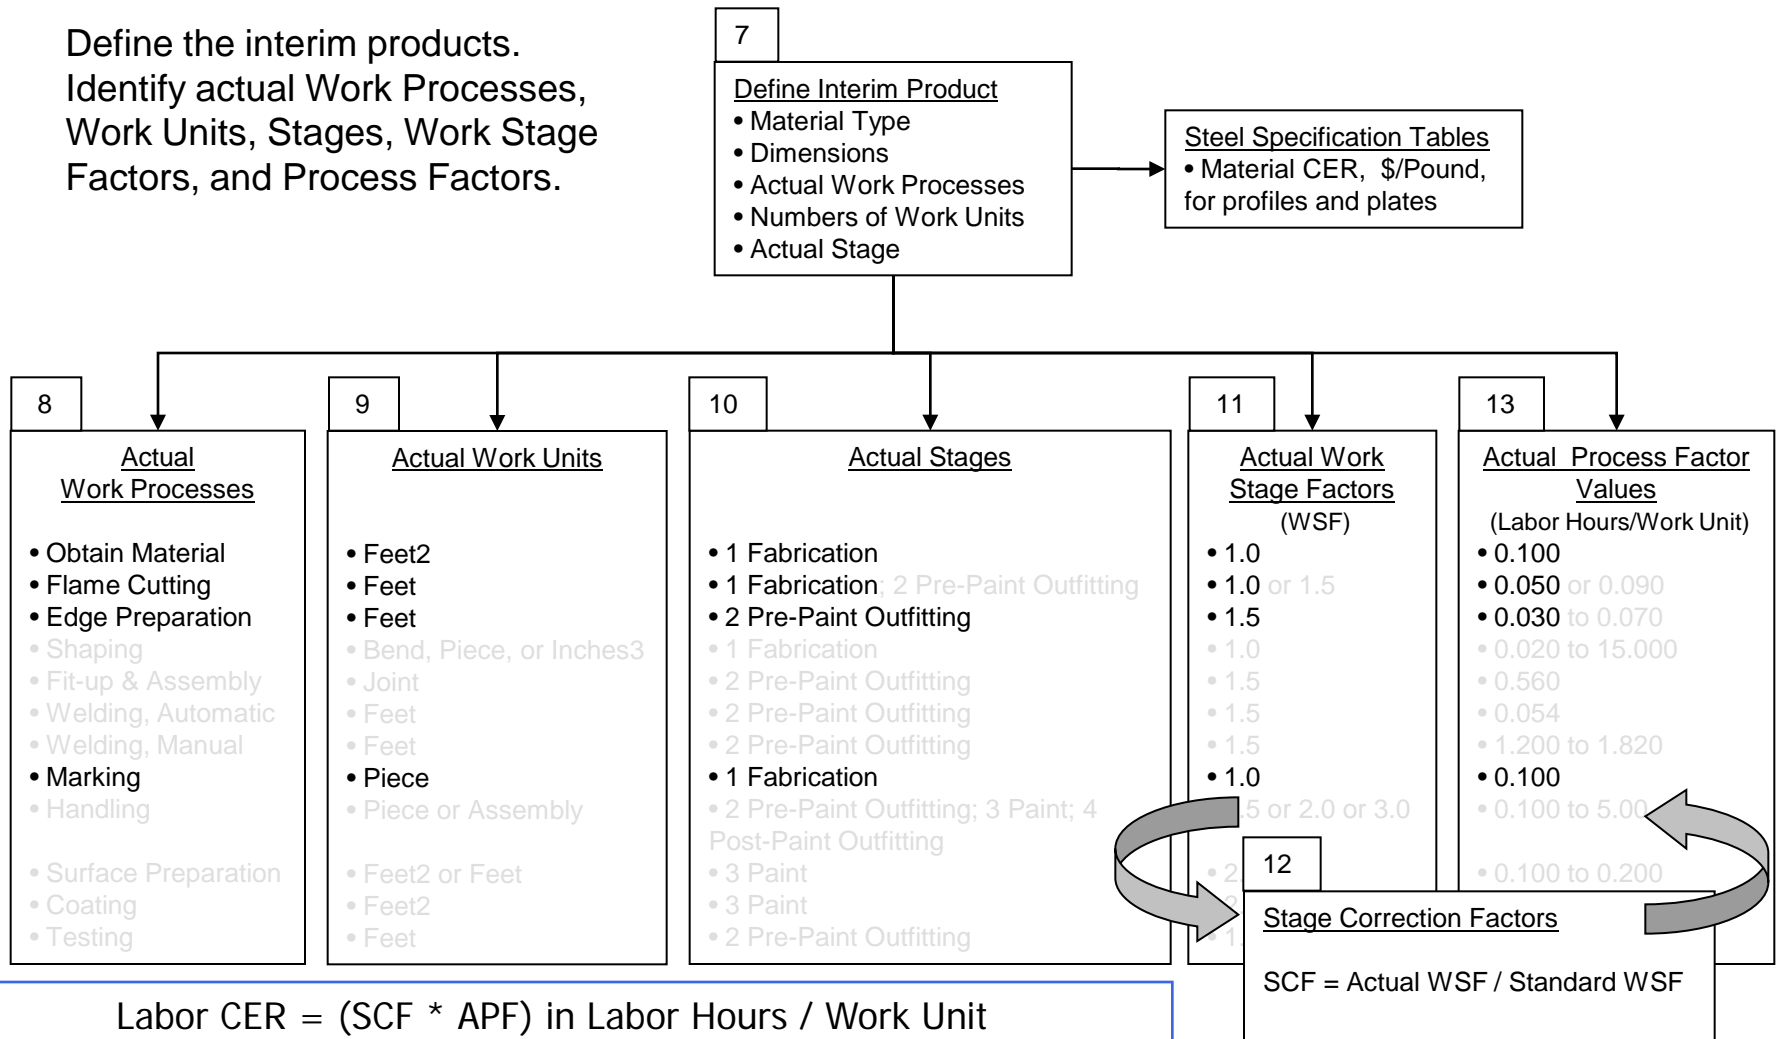 Define the interim products.
Identify actual Work Processes,
Work Units, Stages, Work Stage
Factors, and Process Factors.
7
Define Interim Product
• Material Type
• Dimensions
• Actual Work Processes
• Numbers of Work Units
• Actual Stage
Steel Specification Tables
• Material CER, $/Pound,
for profiles and plates
8
Actual
Work Processes
• Obtain Material
• Flame Cutting
• Edge Preparation
• Shaping
• Fit-up & Assembly
• Welding, Automatic
• Welding, Manual
• Marking
• Handling
• Surface Preparation
• Coating
• Testing
9
Actual Work Units
• Feet2
• Feet
• Feet
• Bend, Piece, or Inches3
• Joint
• Feet
• Feet
• Piece
• Piece or Assembly
• Feet2 or Feet
• Feet2
• Feet
10
Actual Stages
• 1 Fabrication
• 1 Fabrication; 2 Pre-Paint Outfitting
• 2 Pre-Paint Outfitting
• 1 Fabrication
• 2 Pre-Paint Outfitting
• 2 Pre-Paint Outfitting
• 2 Pre-Paint Outfitting
• 1 Fabrication
• 2 Pre-Paint Outfitting; 3 Paint; 4
Post-Paint Outfitting
• 3 Paint
• 3 Paint
• 2 Pre-Paint Outfitting
11
Actual Work
Stage Factors
(WSF)
• 1.0
• 1.0 or 1.5
• 1.5
• 1.0
• 1.5
• 1.5
• 1.5
• 1.0
.5 or 2.0 or 3.0
• 2.
• 1.
13
Actual Process Factor
Values
(Labor Hours/Work Unit)
• 0.100
• 0.050 or 0.090
• 0.030 to 0.070
• 0.020 to 15.000
• 0.560
• 0.054
• 1.200 to 1.820
• 0.100
• 0.100 to 5.00
• 0.100 to 0.200
12
Stage Correction Factors
SCF = Actual WSF / Standard WSF
Labor CER = (SCF * APF) in Labor Hours / Work Unit